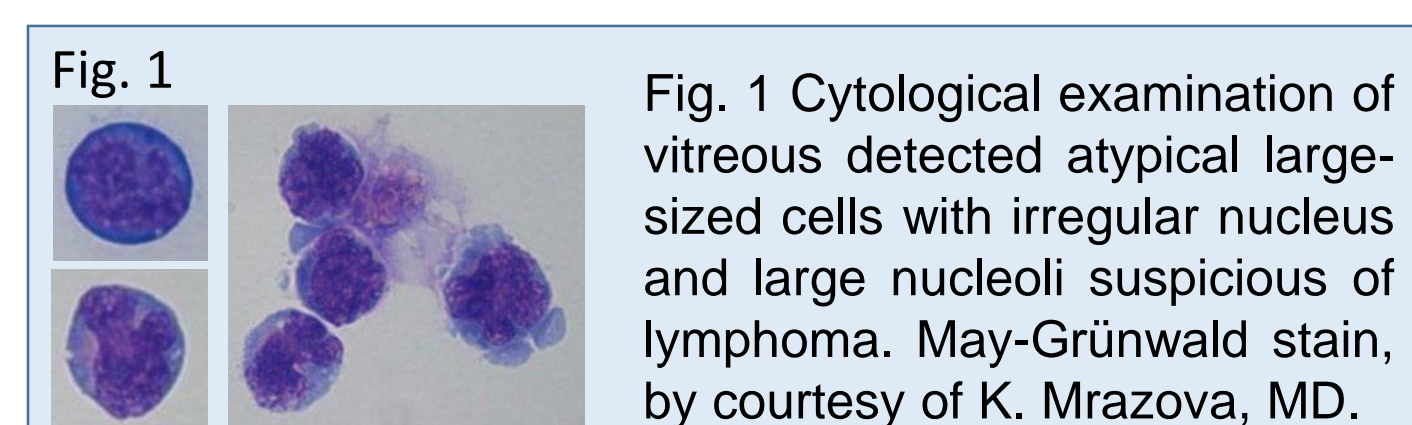 Fig. 1
Fig. 1 Cytological examination of
vitreous detected atypical large-
sized cells with irregular nucleus
and large nucleoli suspicious of
lymphoma. May-Grünwald stain,
by courtesy of K. Mrazova, MD.